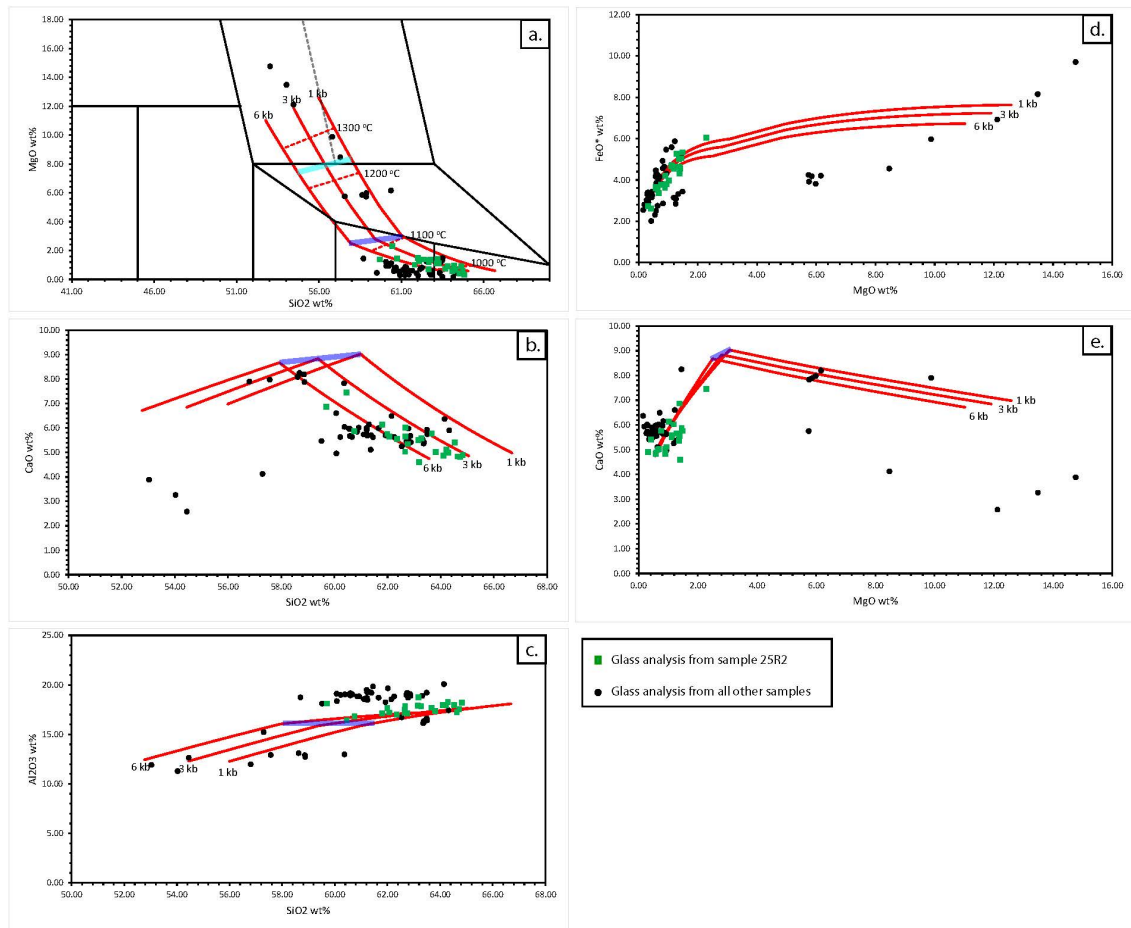 a.
MgO wt%
18.00
16.00
14.00
12.00
10.00
8.00
6.00
4.00
2.00
0.00
6 kb
3 kb
1 kb
1300 °C
1200 °C
1100 °C
1000 °C
41.00 46.00 51.00 56.00 61.00 66.00
SiO2 wt%
d.
FeO* wt%
14.00
12.00
10.00
8.00
6.00
4.00
2.00
0.00
1 kb
3 kb
6 kb
0.00 2.00 4.00 6.00 8.00 10.00 12.00 14.00 16.00
MgO wt%
b.
CaO wt%
10.00
9.00
8.00
7.00
6.00
5.00
4.00
3.00
2.00
1.00
0.00
6 kb
3 kb
1 kb
50.00 52.00 54.00 56.00 58.00 60.00 62.00 64.00 66.00 68.00
SiO2 wt%
e.
CaO wt%
10.00
9.00
8.00
7.00
6.00
5.00
4.00
3.00
2.00
1.00
0.00
1 kb
3 kb
6 kb
0.00 2.00 4.00 6.00 8.00 10.00 12.00 14.00 16.00
MgO wt%
c.
Al2O3 wt%
25.00
20.00
15.00
10.00
5.00
0.00
6 kb
3 kb
1 kb
50.00 52.00 54.00 56.00 58.00 60.00 62.00 64.00 66.00 68.00
SiO2 wt%
Glass analysis from sample 25R2
Glass analysis from all other samples